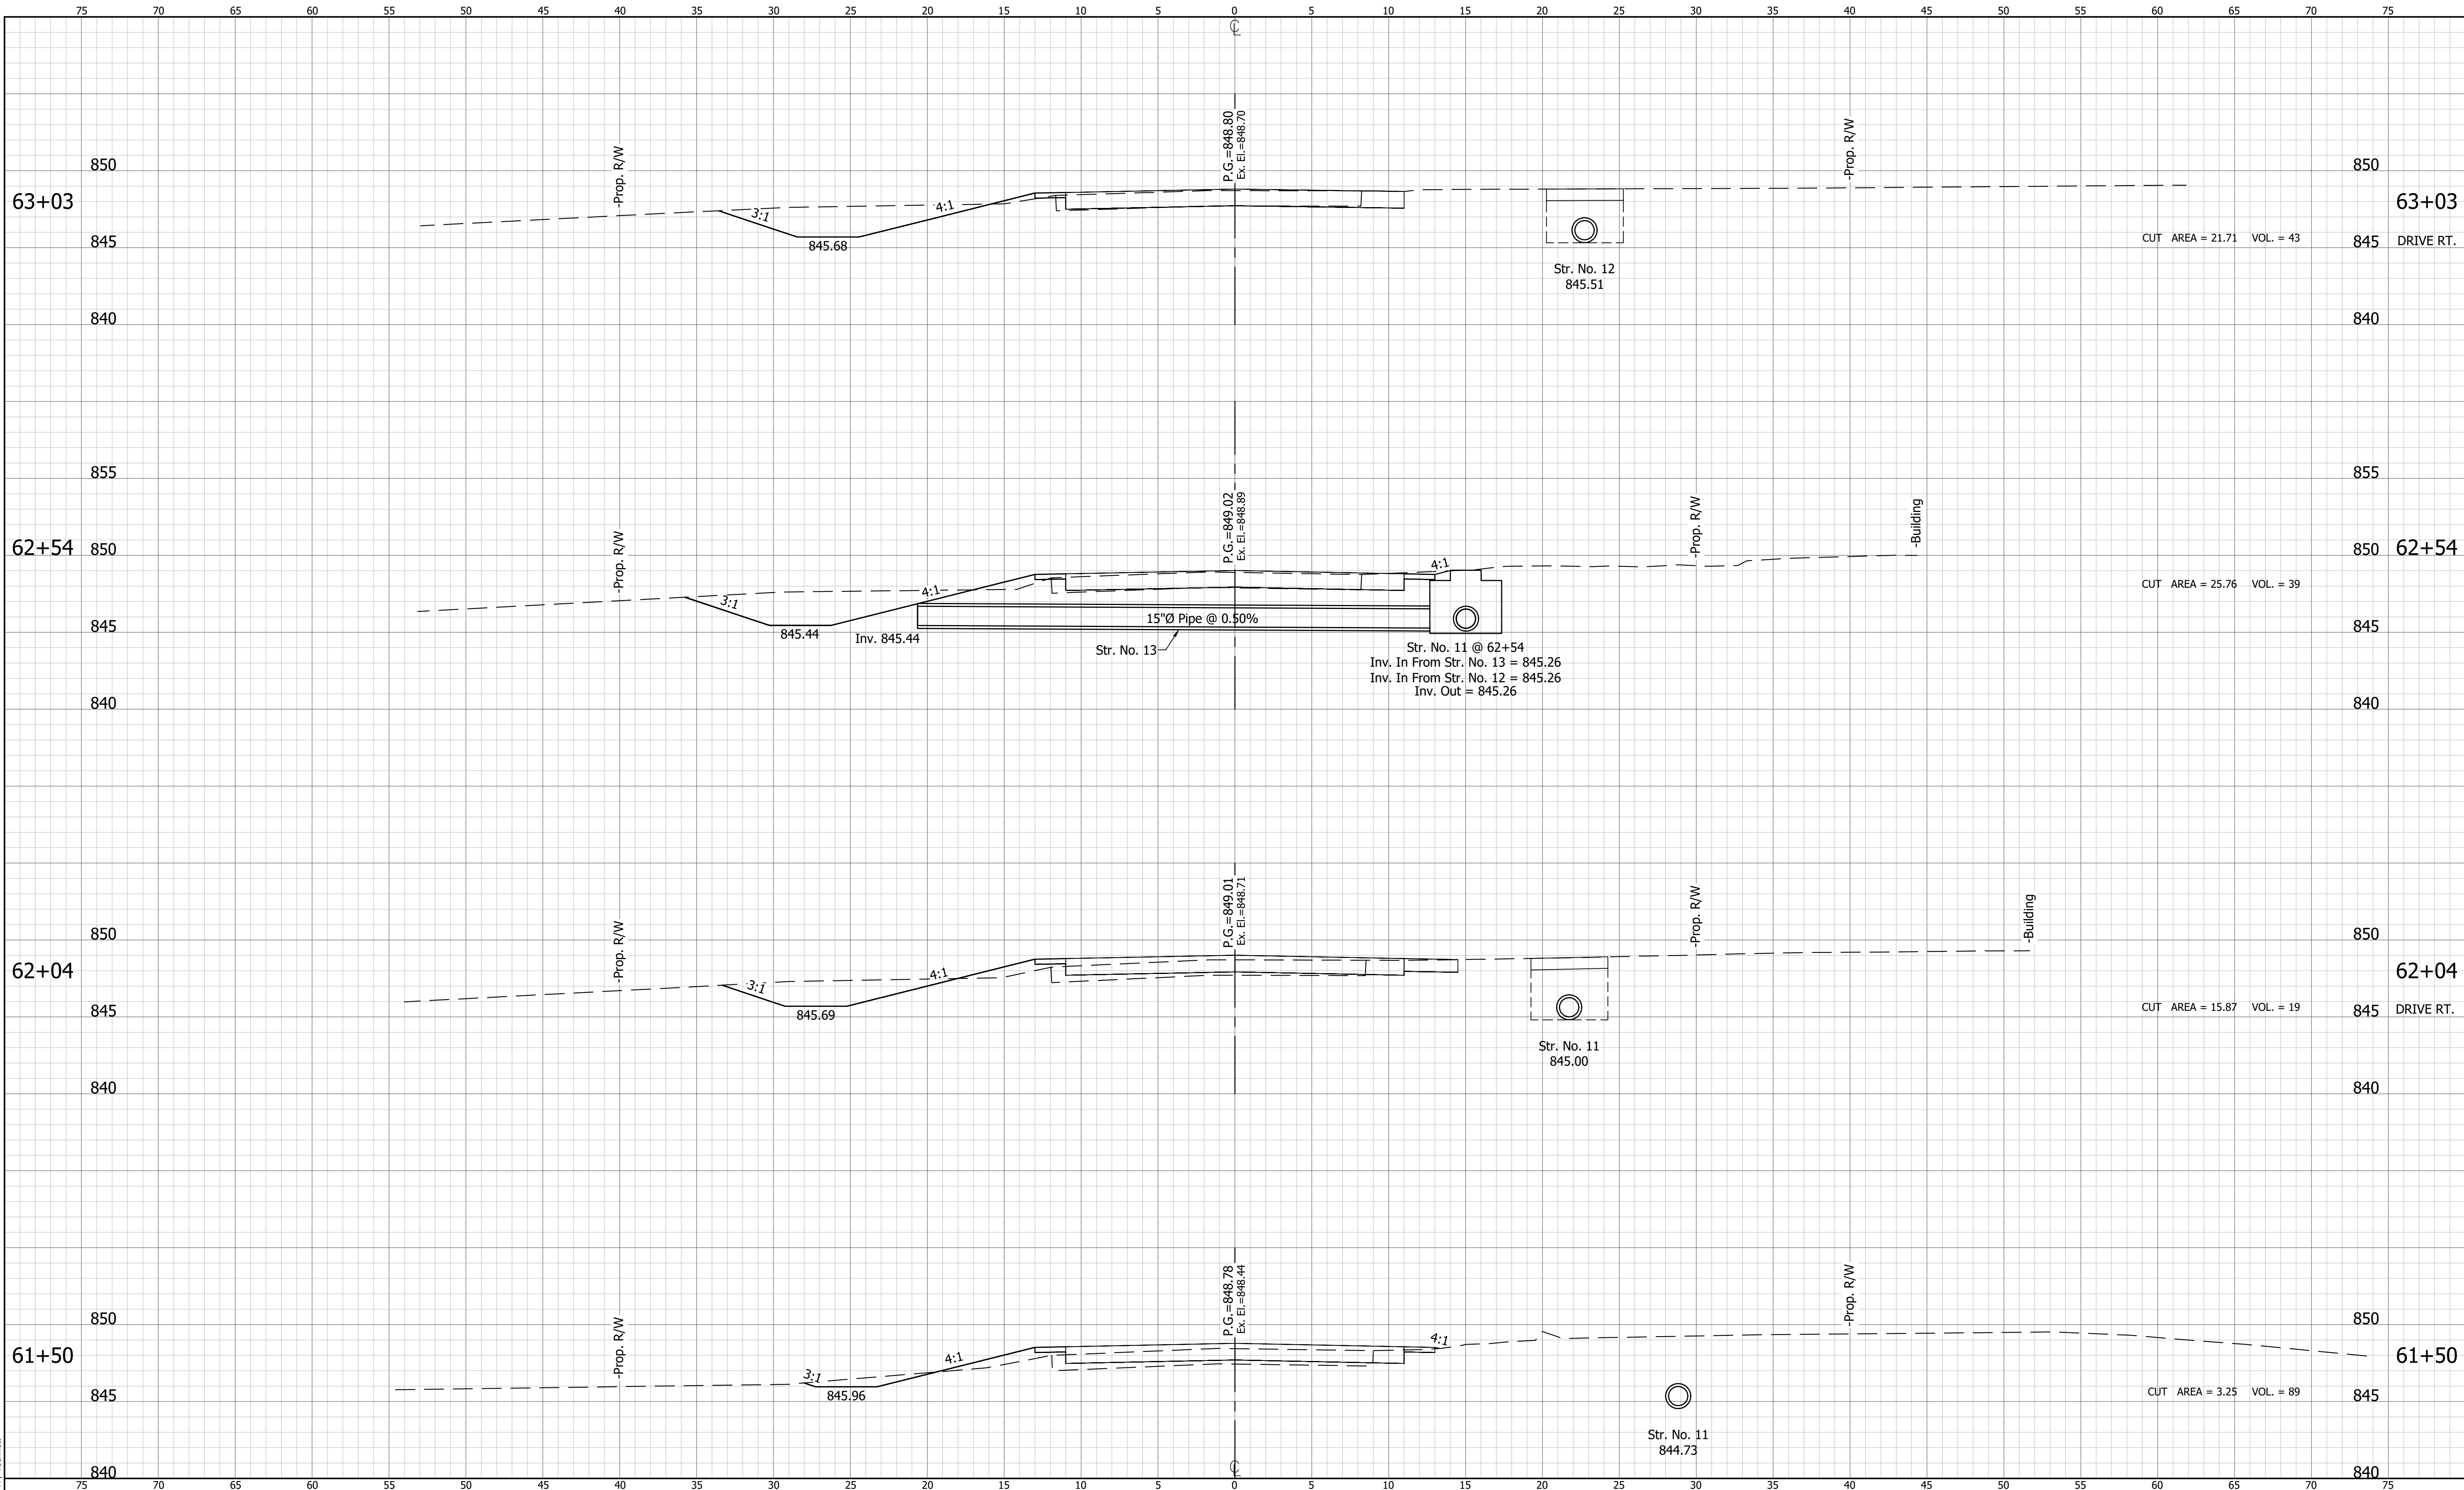 75 70 65 60 55 50 45 40 35 30 25 20 15 10 5 0 5 10 15 20 25 30 35 40 45 50 55 60 65 70 75
℄
P.G.=848.80
Ex. El.=848.70
-Prop. R/W
-Prop. R/W
850 850
63+03 63+03
3:1 4:1
845 845
845.68
CUT AREA = 21.71 VOL. = 43
DRIVE RT.
Str. No. 12
845.51
840 840
855 855
P.G.=849.02
Ex. El.=848.89
-Prop. R/W
-Prop. R/W
-Building
62+54 850 850 62+54
3:1 4:1 4:1
CUT AREA = 25.76 VOL. = 39
845 845
845.44
Inv. 845.44
15"Ø Pipe @ 0.50%
Str. No. 13
Str. No. 11 @ 62+54
Inv. In From Str. No. 13 = 845.26
Inv. In From Str. No. 12 = 845.26
Inv. Out = 845.26
840 840
P.G.=849.01
Ex. El.=848.71
-Prop. R/W
-Prop. R/W
-Building
850 850
62+04 62+04
3:1 4:1
845 845
845.69
CUT AREA = 15.87 VOL. = 19
DRIVE RT.
Str. No. 11
845.00
840 840
P.G.=848.78
Ex. El.=848.44
-Prop. R/W
-Prop. R/W
850 850
61+50 61+50
3:1 4:1 4:1
845 845
845.96
CUT AREA = 3.25 VOL. = 89
Str. No. 11
844.73
840 840
℄
75 70 65 60 55 50 45 40 35 30 25 20 15 10 5 0 5 10 15 20 25 30 35 40 45 50 55 60 65 70 75